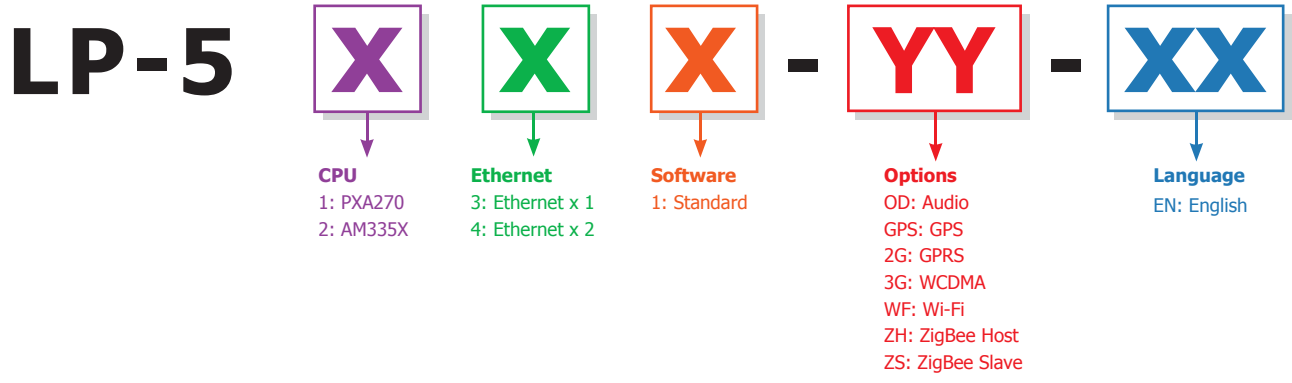 LP-5 X X X - YY - XX
CPU
1: PXA270
2: AM335X
Ethernet
3: Ethernet x 1
4: Ethernet x 2
Software
1: Standard
Options
OD: Audio
GPS: GPS
2G: GPRS
3G: WCDMA
WF: Wi-Fi
ZH: ZigBee Host
ZS: ZigBee Slave
Language
EN: English